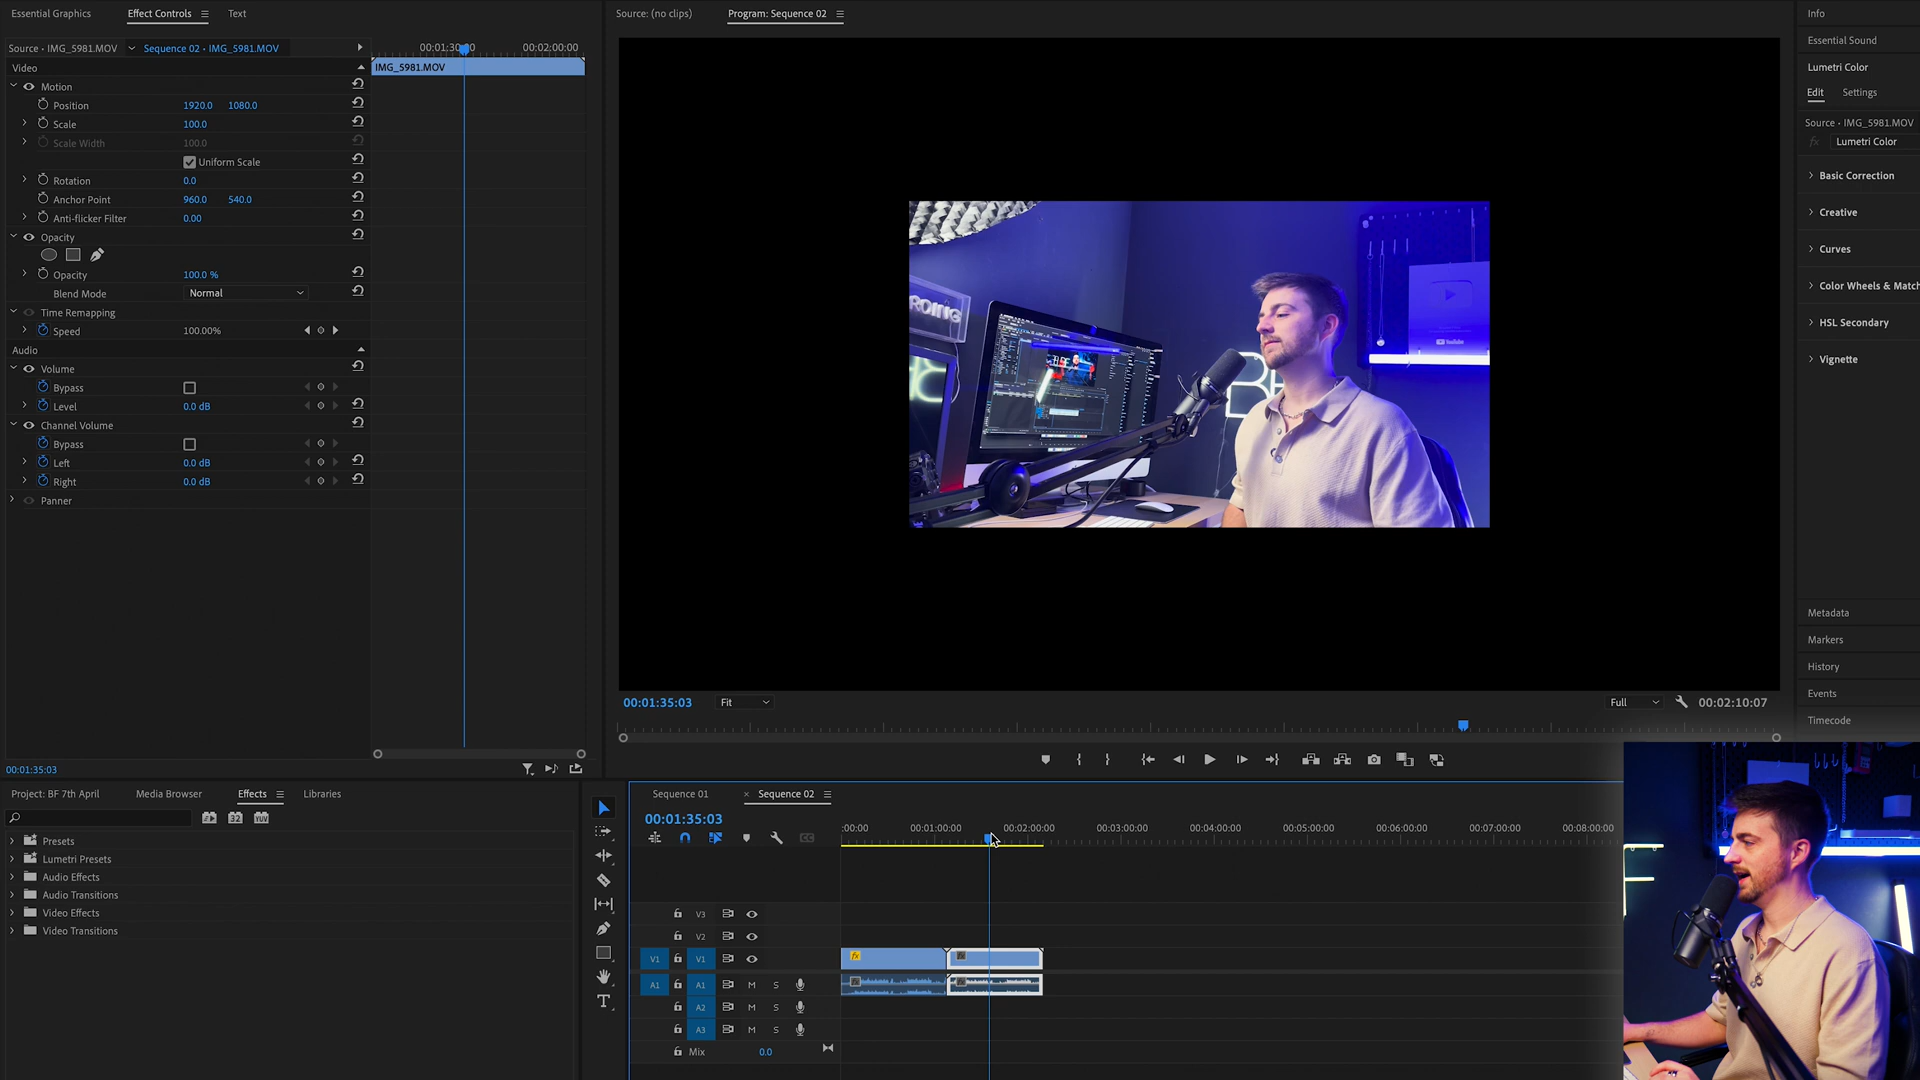 Essential Graphics
Effect Controls
Text
Source • IMG_5981.MOV
Sequence 02 • IMG_5981.MOV
00:01:30:00
00:02:00:00
Video
IMG_5981.MOV
Motion
Position 1920.0 1080.0
Scale 100.0
Scale Width 100.0
Uniform Scale
Rotation 0.0
Anchor Point 960.0 540.0
Anti-flicker Filter 0.00
Opacity
Opacity 100.0 %
Blend Mode Normal
Time Remapping
Speed 100.00%
Audio
Volume
Bypass
Level 0.0 dB
Channel Volume
Bypass
Left 0.0 dB
Right 0.0 dB
Panner
00:01:35:03
Source: (no clips)
Program: Sequence 02
YouTube
00:01:35:03
Fit
Full
00:02:10:07
Info
Essential Sound
Lumetri Color
Edit
Settings
Source • IMG_5981.MOV
fx
Lumetri Color
Basic Correction
Creative
Curves
Color Wheels & Match
HSL Secondary
Vignette
Metadata
Markers
History
Events
Timecode
Project: BF 7th April
Media Browser
Effects
Libraries
32
YUV
Presets
Lumetri Presets
Audio Effects
Audio Transitions
Video Effects
Video Transitions
Sequence 01
× Sequence 02
00:01:35:03
:00:00
00:01:00:00
00:02:00:00
00:03:00:00
00:04:00:00
00:05:00:00
00:06:00:00
00:07:00:00
00:08:00:00
CC
V3
V2
V1 V1
fx
A1 A1 M S
A2 M S
A3 M S
Mix 0.0